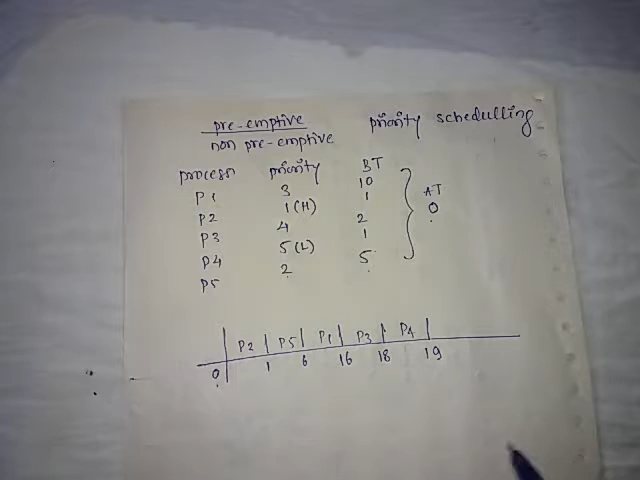 pre-emptive
non pre-emptive priority schedulling
process priority BT
P1 3 10
P2 1(H) 1
P3 4 2
P4 5(L) 1
P5 2 5
AT
0
P2 P5 P1 P3 P4
0 1 6 16 18 19